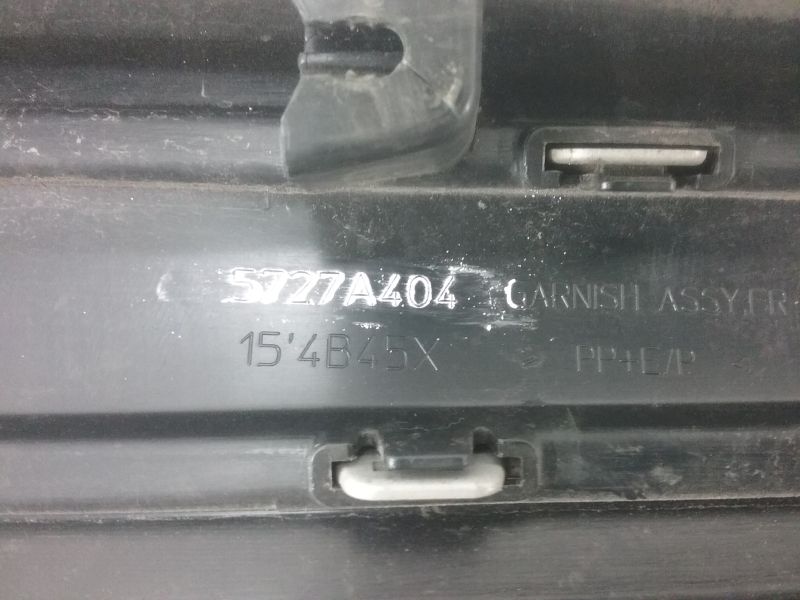 5727A404 GARNISH ASSY,FR
15'4B45X > PP+E/P